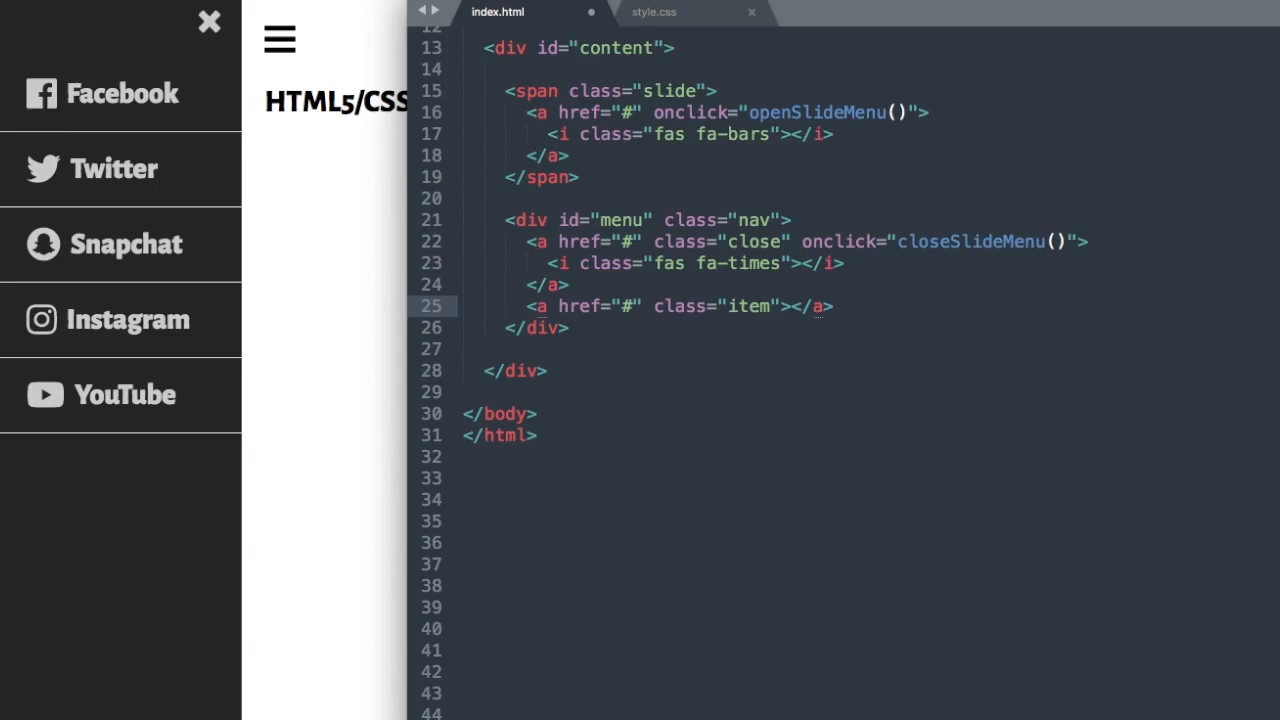 Facebook
Twitter
Snapchat
Instagram
YouTube
HTML5/CSS
index.html
style.css
12
13 <div id="content">
14
15 <span class="slide">
16 <a href="#" onclick="openSlideMenu()">
17 <i class="fas fa-bars"></i>
18 </a>
19 </span>
20
21 <div id="menu" class="nav">
22 <a href="#" class="close" onclick="closeSlideMenu()">
23 <i class="fas fa-times"></i>
24 </a>
25 <a href="#" class="item"></a>
26 </div>
27
28 </div>
29
30 </body>
31 </html>
32
33
34
35
36
37
38
39
40
41
42
43
44